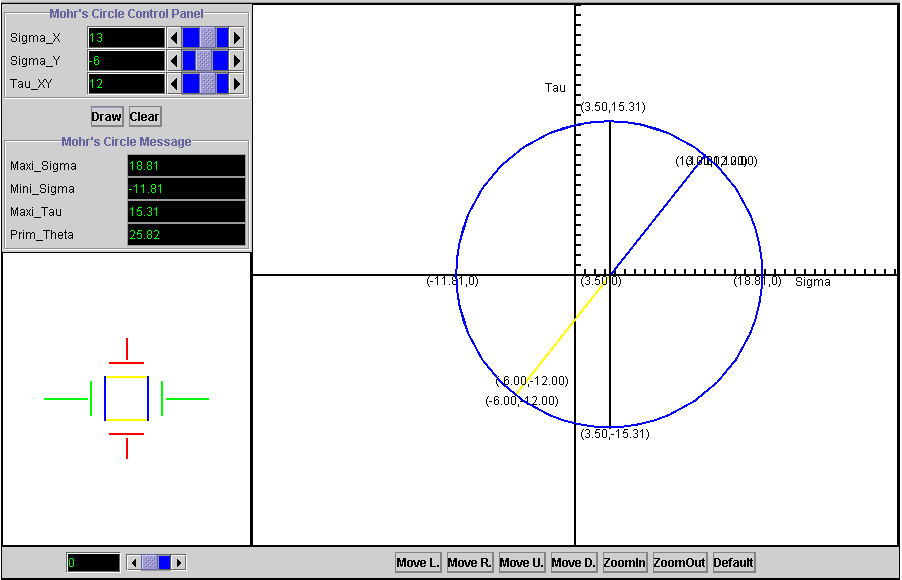 Mohr's Circle Control Panel
Sigma_X 13
Sigma_Y -6
Tau_XY 12
Draw Clear
Mohr's Circle Message
Maxi_Sigma 18.81
Mini_Sigma -11.81
Maxi_Tau 15.31
Prim_Theta 25.82
Tau
(3.50,15.31)
(-11.81,0)
(3.50,0)
(18.81,0)
Sigma
(-6.00,-12.00)
(-6.00,-12.00)
(3.50,-15.31)
0
Move L. Move R. Move U. Move D. ZoomIn ZoomOut Default